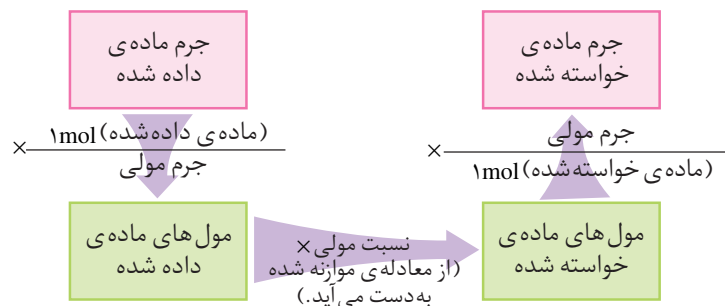 جرم ماده‌ی
داده شده
جرم ماده‌ی
خواسته شده
× ۱mol(ماده‌ی داده‌شده)
جرم مولی
× جرم مولی
۱mol(ماده‌ی خواسته‌شده)
مول‌های ماده‌ی
داده شده
نسبت مولی×
(از معادله‌ی موازنه شده
به‌دست می‌آید.)
مول‌های ماده‌ی
خواسته شده